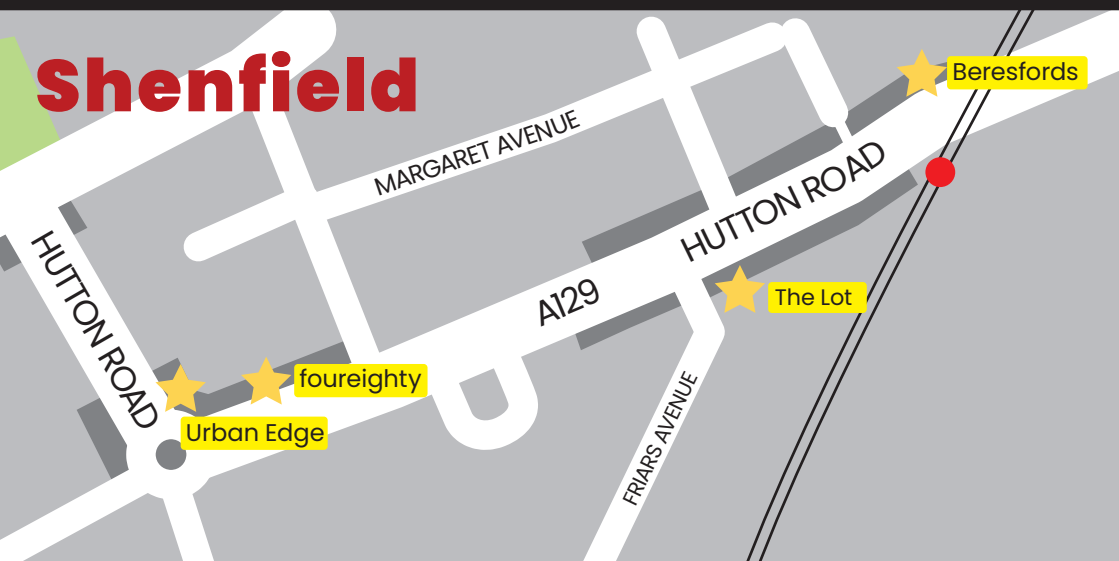 Shenfield
Beresfords
MARGARET AVENUE
HUTTON ROAD
HUTTON ROAD
A129
The Lot
foureighty
Urban Edge
FRIARS AVENUE